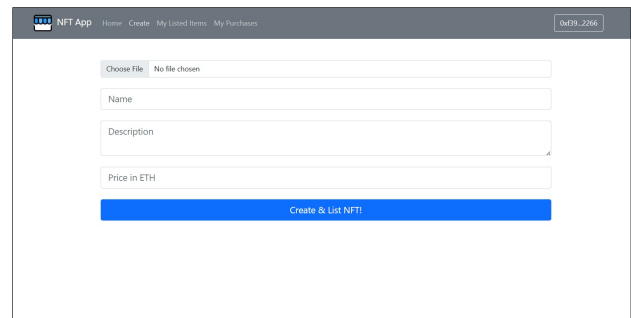 NFT App Home Create My Listed Items My Purchases 0xf39...2266
Choose File No file chosen
Name
Description
Price in ETH
Create & List NFT!